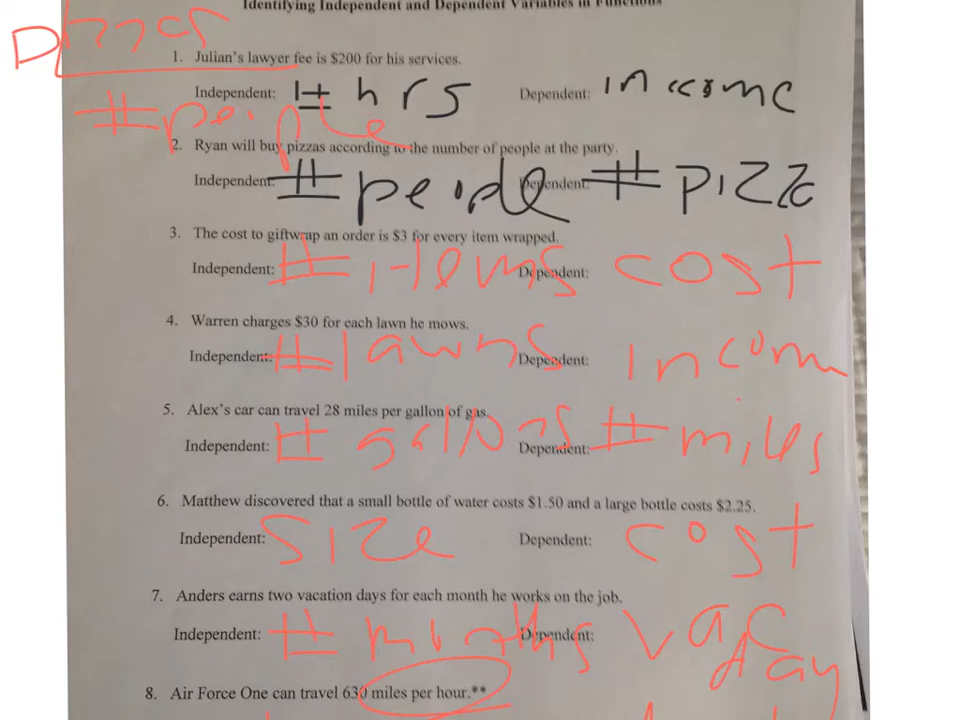 Identifying Independent and Dependent Variables in Functions
pizzas
1. Julian's lawyer fee is $200 for his services.
Independent: # hrs Dependent: income
# people
2. Ryan will buy pizzas according to the number of people at the party.
Independent: # people Dependent: # pizz
3. The cost to giftwrap an order is $3 for every item wrapped.
Independent: # items Dependent: cost
4. Warren charges $30 for each lawn he mows.
Independent: # lawns Dependent: incom
5. Alex's car can travel 28 miles per gallon of gas.
Independent: # gallons Dependent: # miles
6. Matthew discovered that a small bottle of water costs $1.50 and a large bottle costs $2.25.
Independent: size Dependent: cost
7. Anders earns two vacation days for each month he works on the job.
Independent: # months Dependent: vac day
8. Air Force One can travel 630 miles per hour.**